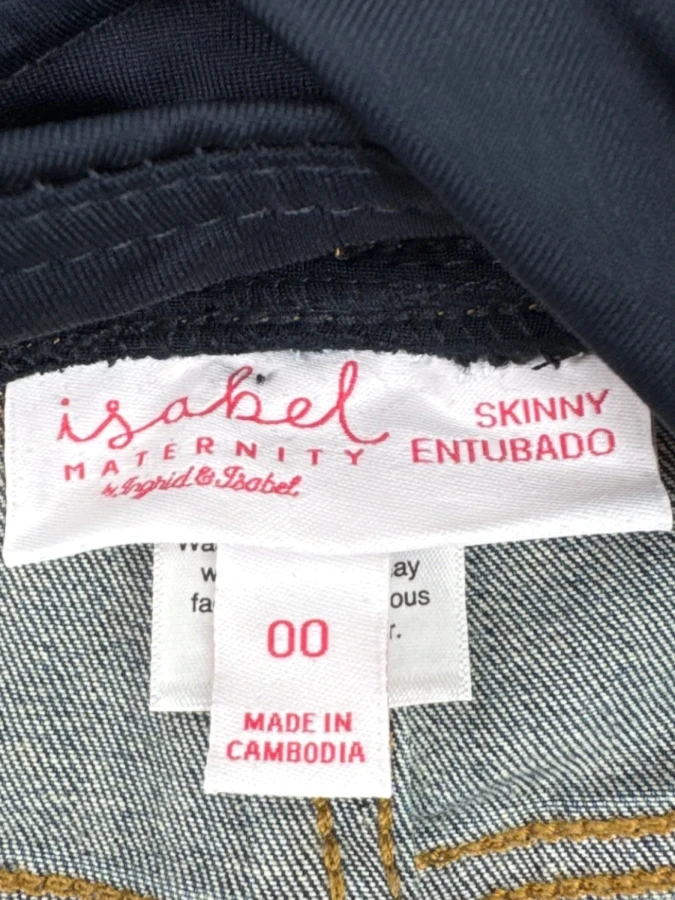 isabel
MATERNITY
by Ingrid & Isabel.
SKINNY
ENTUBADO
00
MADE IN
CAMBODIA